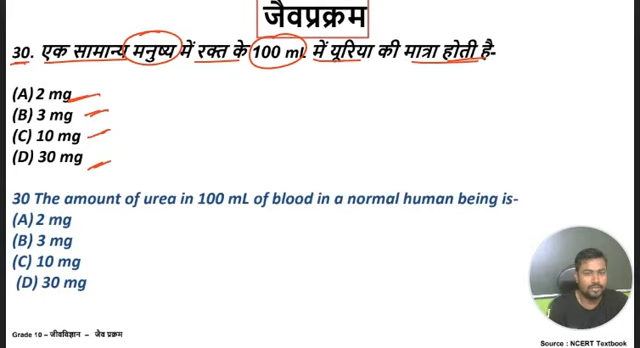 जैवप्रक्रम
30. एक सामान्य मनुष्य में रक्त के 100 mL में यूरिया की मात्रा होती है-
(A) 2 mg
(B) 3 mg
(C) 10 mg
(D) 30 mg
30 The amount of urea in 100 mL of blood in a normal human being is-
(A) 2 mg
(B) 3 mg
(C) 10 mg
(D) 30 mg
Grade 10 – जीवविज्ञान – जैव प्रक्रम
Source : NCERT Textbook